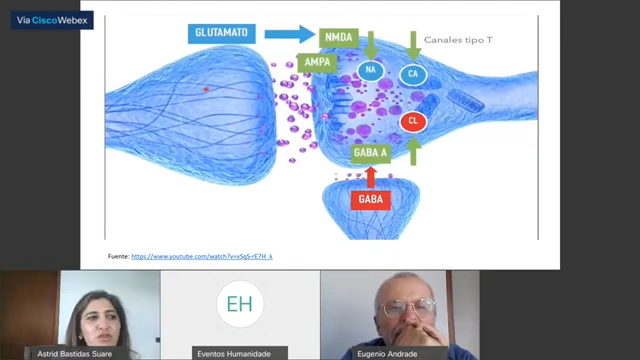 Via CiscoWebex
GLUTAMATO
NMDA
Canales tipo T
AMPA
NA
CA
CL
GABA A
GABA
Fuente: https://www.youtube.com/watch?v=v5qS-rE7H_k
EH
Astrid Bastidas Suare
Eventos Humanidade
Eugenio Andrade